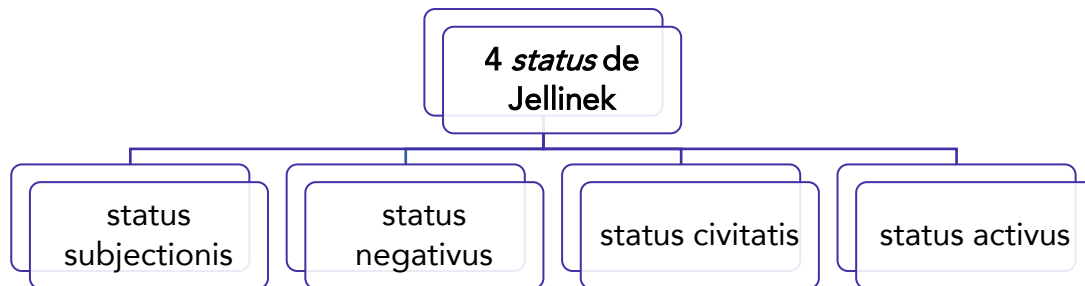 4 status de
Jellinek
status
subjectionis
status
negativus
status civitatis
status activus